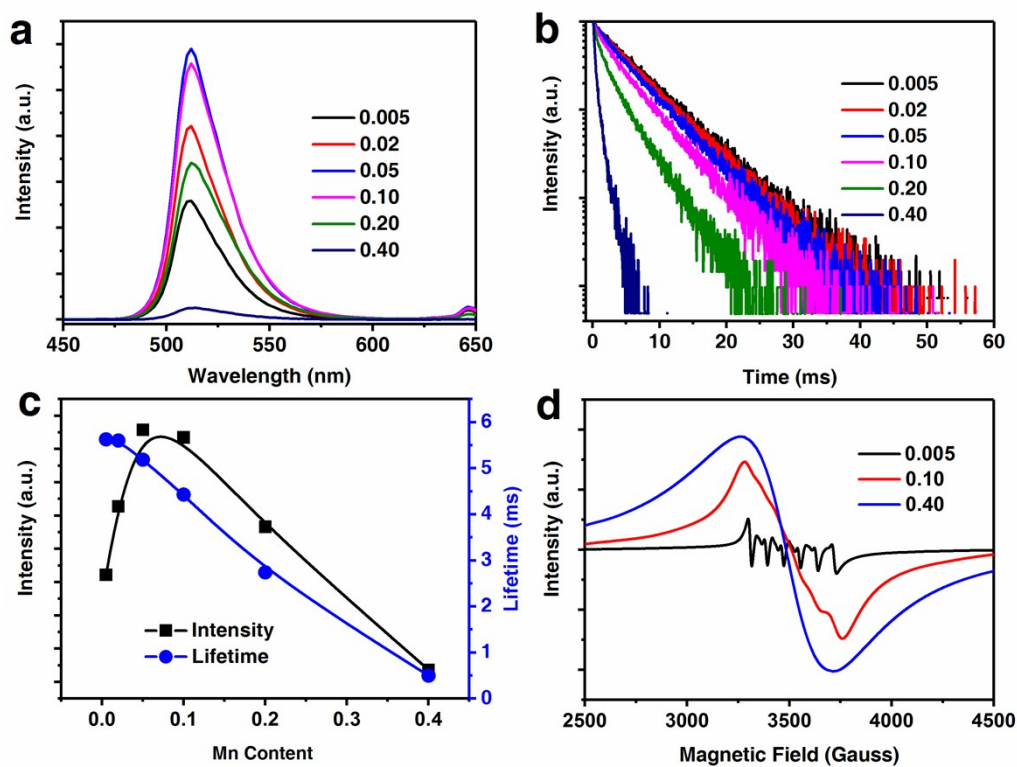 a
Intensity (a.u.)
0.005
0.02
0.05
0.10
0.20
0.40
450 500 550 600 650
Wavelength (nm)
b
Intensity (a.u.)
0.005
0.02
0.05
0.10
0.20
0.40
0 10 20 30 40 50 60
Time (ms)
c
Intensity (a.u.)
Intensity
Lifetime
6
5
4
3
2
1
0
Lifetime (ms)
0.0 0.1 0.2 0.3 0.4
Mn Content
d
Intensity (a.u.)
0.005
0.10
0.40
2500 3000 3500 4000 4500
Magnetic Field (Gauss)